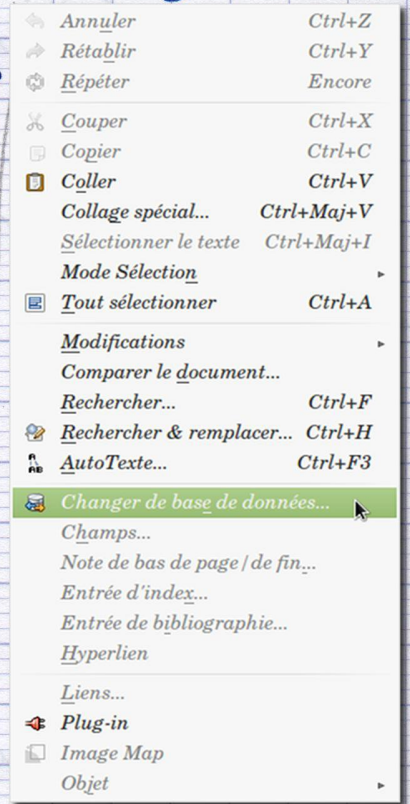 Annuler Ctrl+Z
Rétablir Ctrl+Y
Répéter Encore
Couper Ctrl+X
Copier Ctrl+C
Coller Ctrl+V
Collage spécial... Ctrl+Maj+V
Sélectionner le texte Ctrl+Maj+I
Mode Sélection
Tout sélectionner Ctrl+A
Modifications
Comparer le document...
Rechercher... Ctrl+F
Rechercher & remplacer... Ctrl+H
AutoTexte... Ctrl+F3
Changer de base de données...
Champs...
Note de bas de page/de fin...
Entrée d'index...
Entrée de bibliographie...
Hyperlien
Liens...
Plug-in
Image Map
Objet